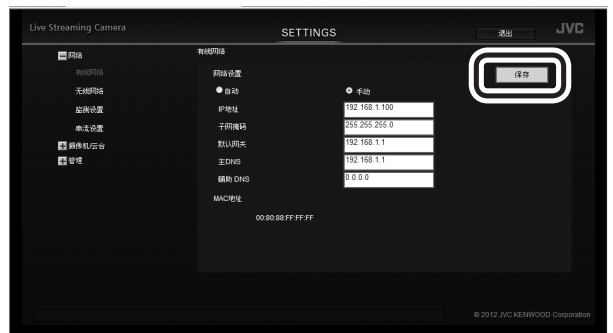 Live Streaming Camera
SETTINGS
退出
JVC
网络
有线网络
无线网络
监测设置
串流设置
摄像机/云台
管理
有线网络
网络设置
保存
自动
手动
IP地址
192.168.1.100
子网掩码
255.255.255.0
默认网关
192.168.1.1
主DNS
192.168.1.1
辅助 DNS
0.0.0.0
MAC地址
00:80:88:FF:FF:FF
© 2012 JVC KENWOOD Corporation